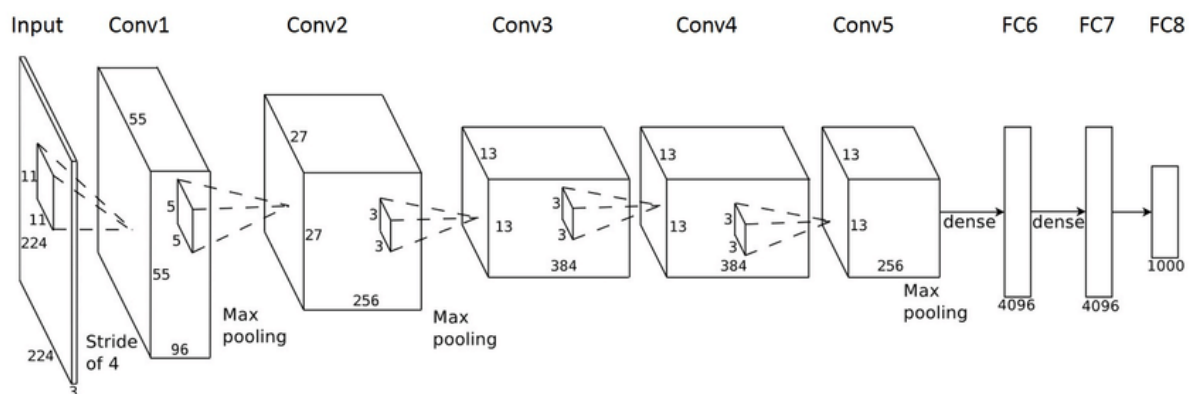 Input Conv1 Conv2 Conv3 Conv4 Conv5 FC6 FC7 FC8
11
11
224
224
3
Stride
of 4
55
55
96
5
5
Max
pooling
27
27
256
3
3
Max
pooling
13
13
384
3
3
13
13
384
3
3
13
13
256
Max
pooling
dense
4096
dense
4096
1000